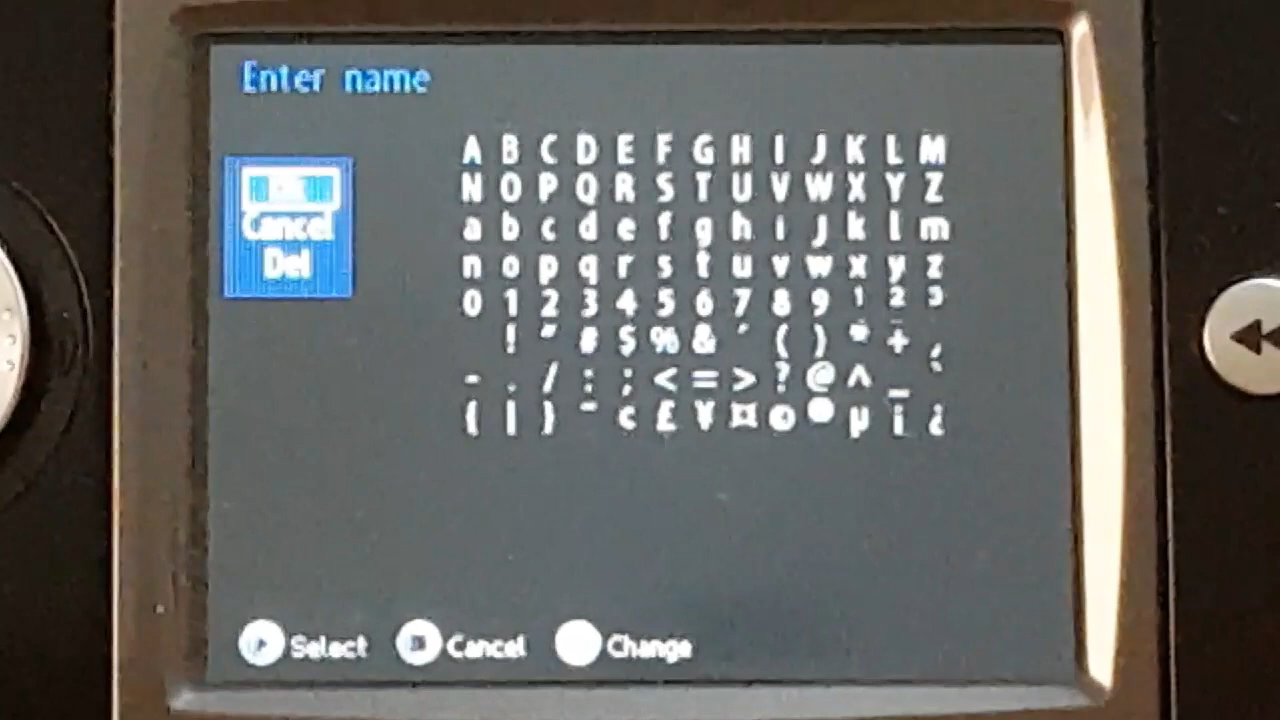 Enter name
Cancel
Del
A B C D E F G H I J K L M
N O P Q R S T U V W X Y Z
a b c d e f g h i j k l m
n o p q r s t u v w x y z
0 1 2 3 4 5 6 7 8 9 ¹ ² ³
! " # $ % & ' ( ) * + ,
- . / : ; < = > ? @ ^ _ `
{ | } ¯ ¢ £ ¥ ¤ µ ¡ ¿
Select Cancel Change